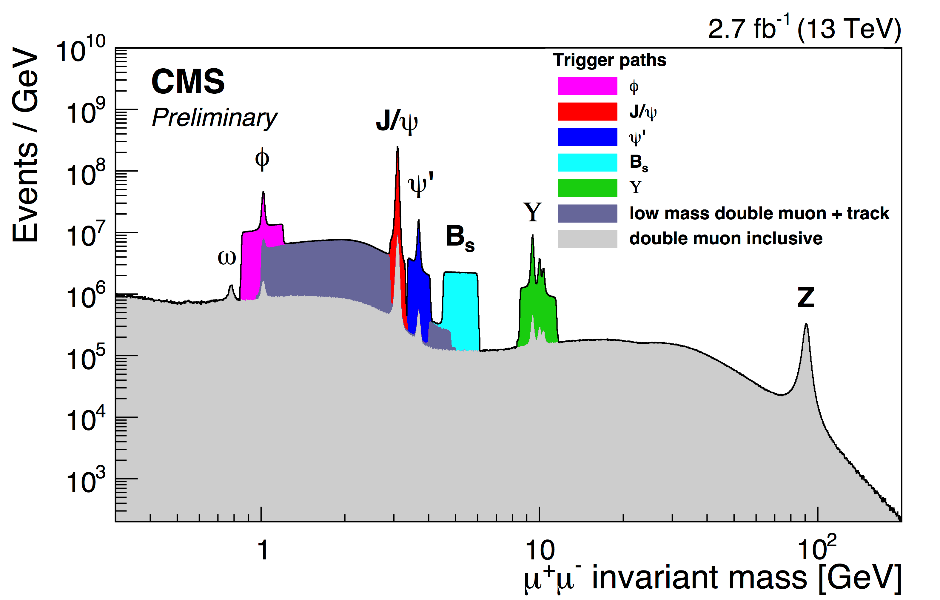 2.7 fb⁻¹ (13 TeV)
Events / GeV
10¹⁰
10⁹
10⁸
10⁷
10⁶
10⁵
10⁴
10³
CMS
Preliminary
Trigger paths
ϕ
J/ψ
ψ'
Bₛ
Υ
low mass double muon + track
double muon inclusive
ω
ϕ
J/ψ
ψ'
Bₛ
Υ
Z
1
10
10²
μ⁺μ⁻ invariant mass [GeV]